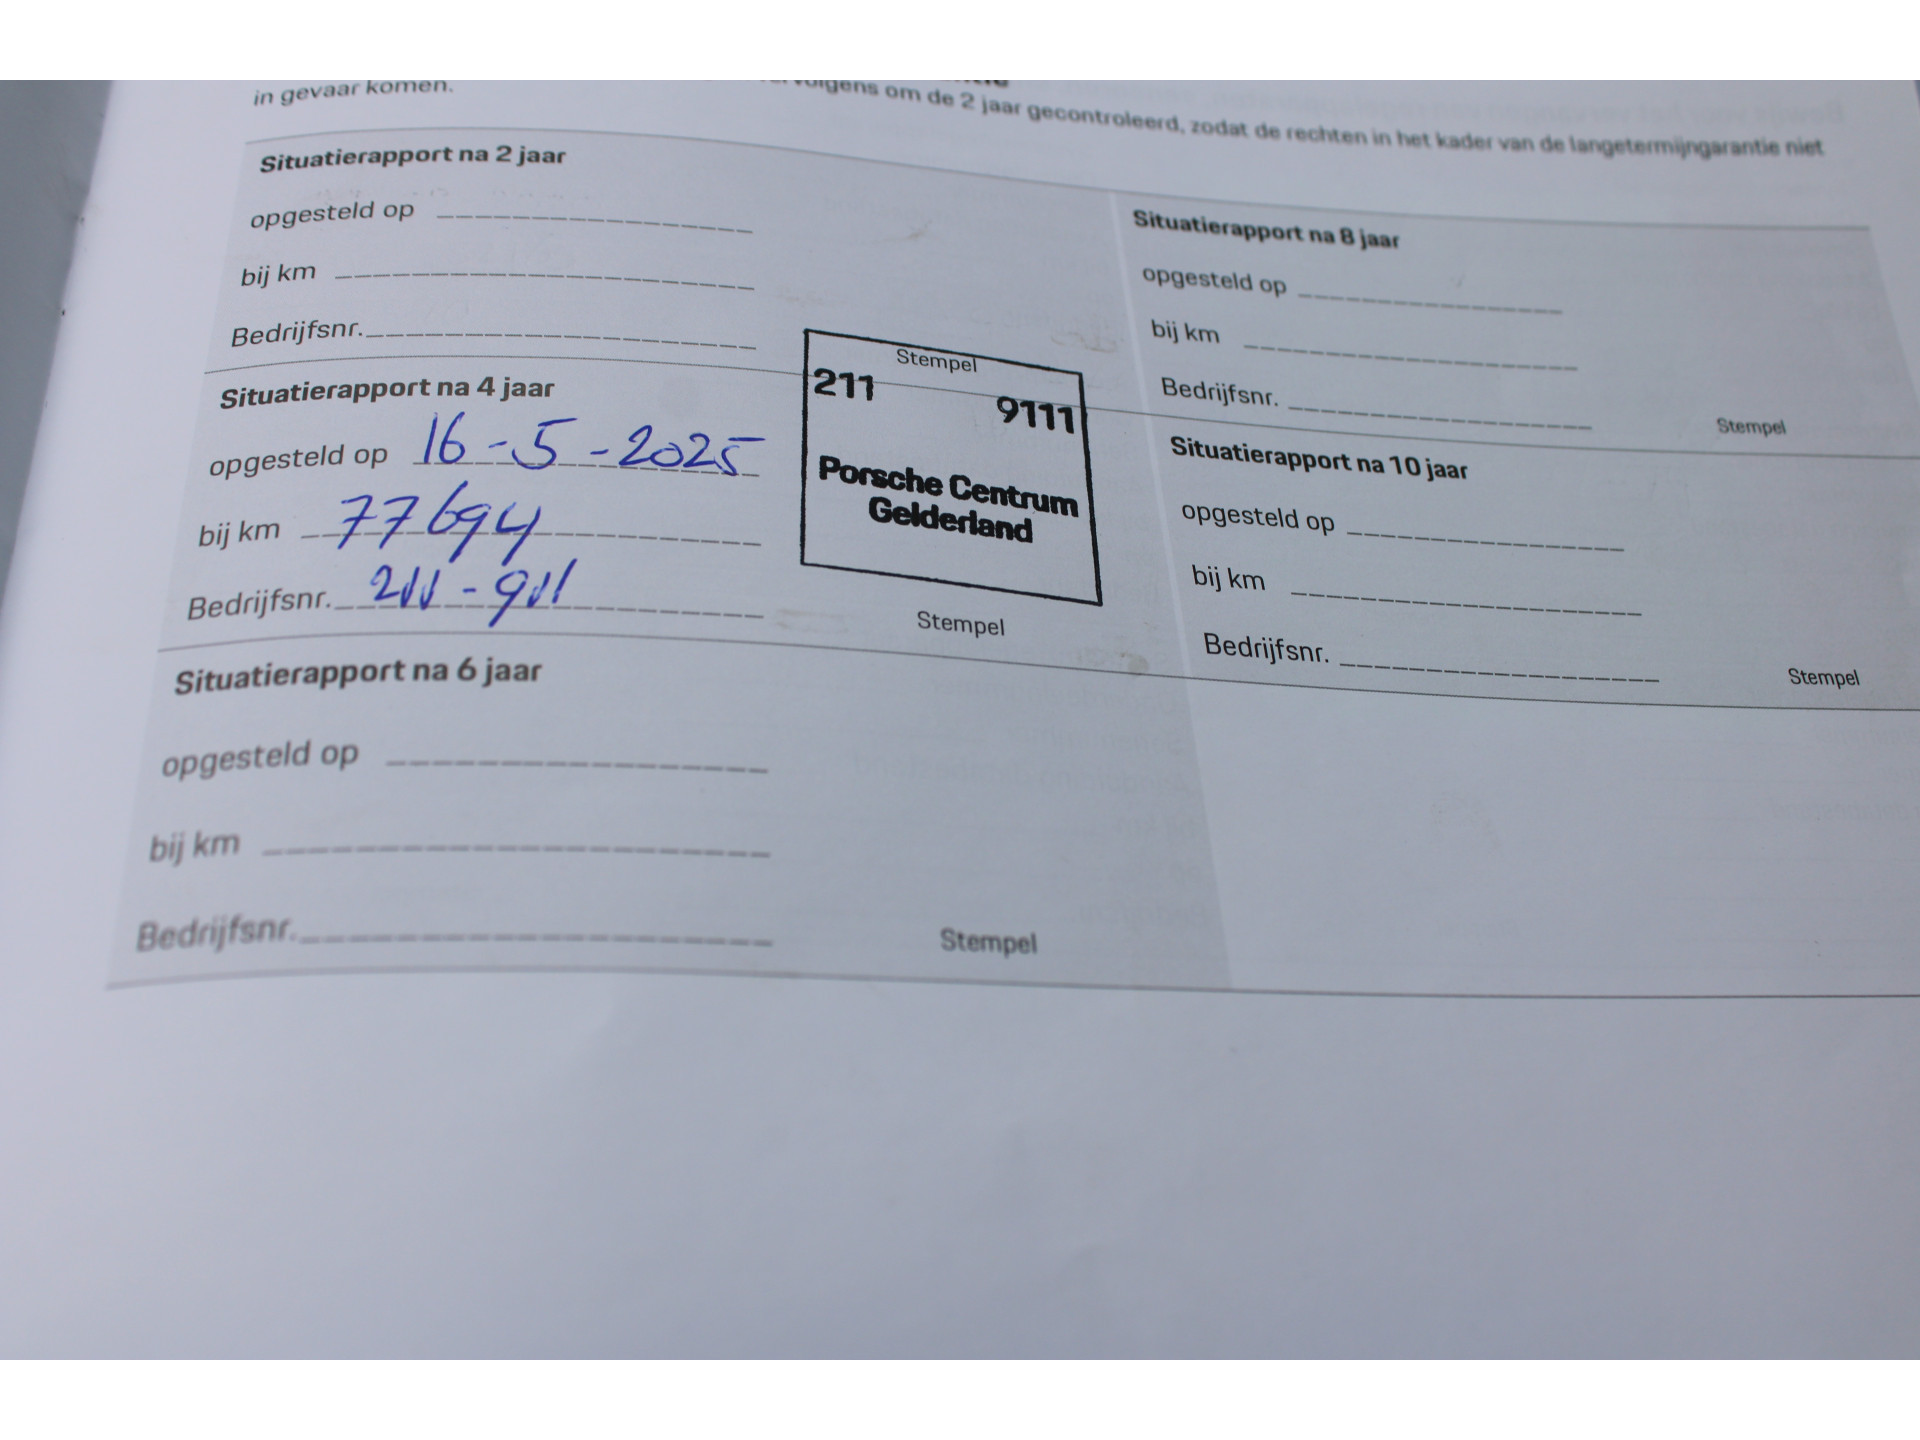 volgens om de 2 jaar gecontroleerd, zodat de rechten in het kader van de langetermijngarantie niet
in gevaar komen.
Situatierapport na 2 jaar
opgesteld op
bij km
Bedrijfsnr.
Stempel
Situatierapport na 4 jaar
opgesteld op 16-5-2025
bij km 77694
Bedrijfsnr. 211-911
211 9111
Porsche Centrum
Gelderland
Stempel
Situatierapport na 6 jaar
opgesteld op
bij km
Bedrijfsnr.
Stempel
Situatierapport na 8 jaar
opgesteld op
bij km
Bedrijfsnr.
Stempel
Situatierapport na 10 jaar
opgesteld op
bij km
Bedrijfsnr.
Stempel